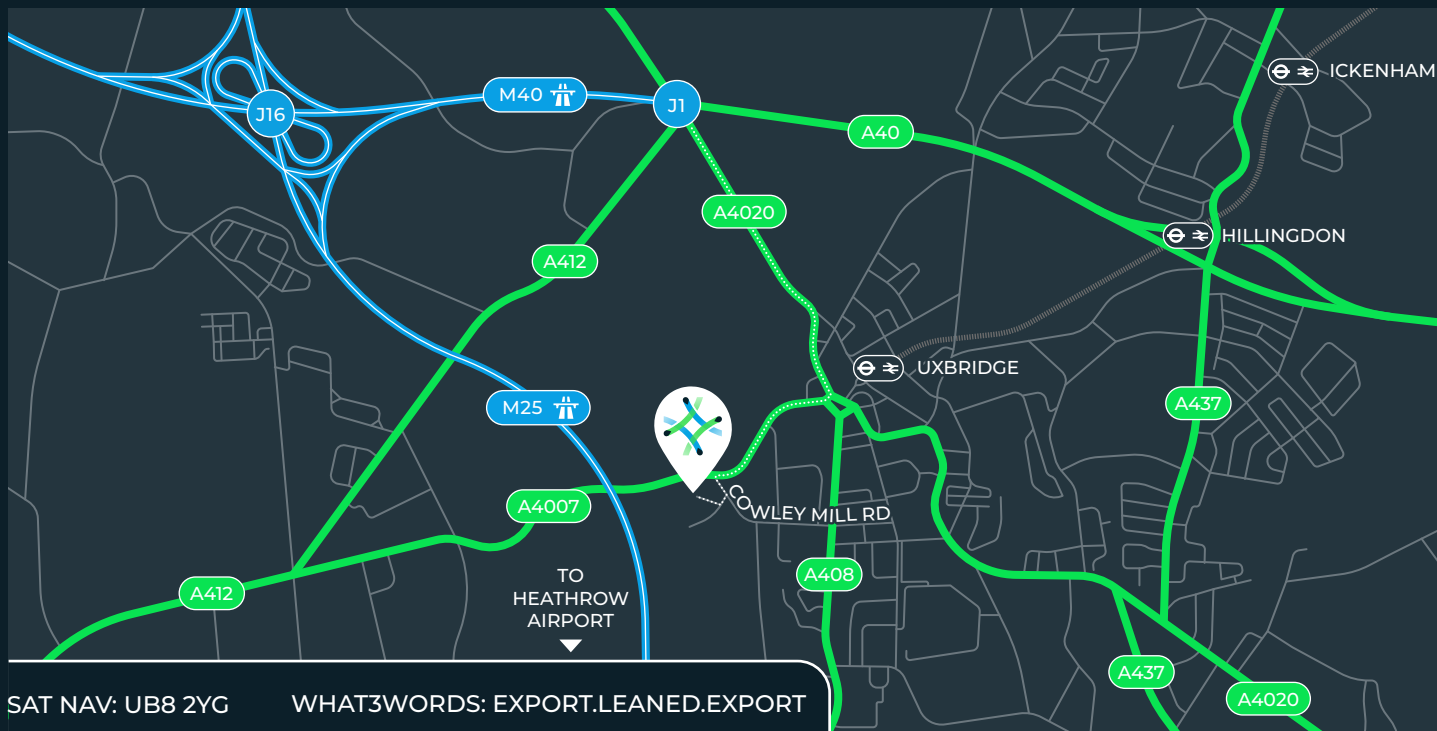 ICKENHAM
M40
J1
J16
A40
A4020
HILLINGDON
A412
UXBRIDGE
M25
A437
COWLEY MILL RD
A4007
A408
TO
HEATHROW
AIRPORT
A412
A437
A4020
SAT NAV: UB8 2YG
WHAT3WORDS: EXPORT.LEANED.EXPORT